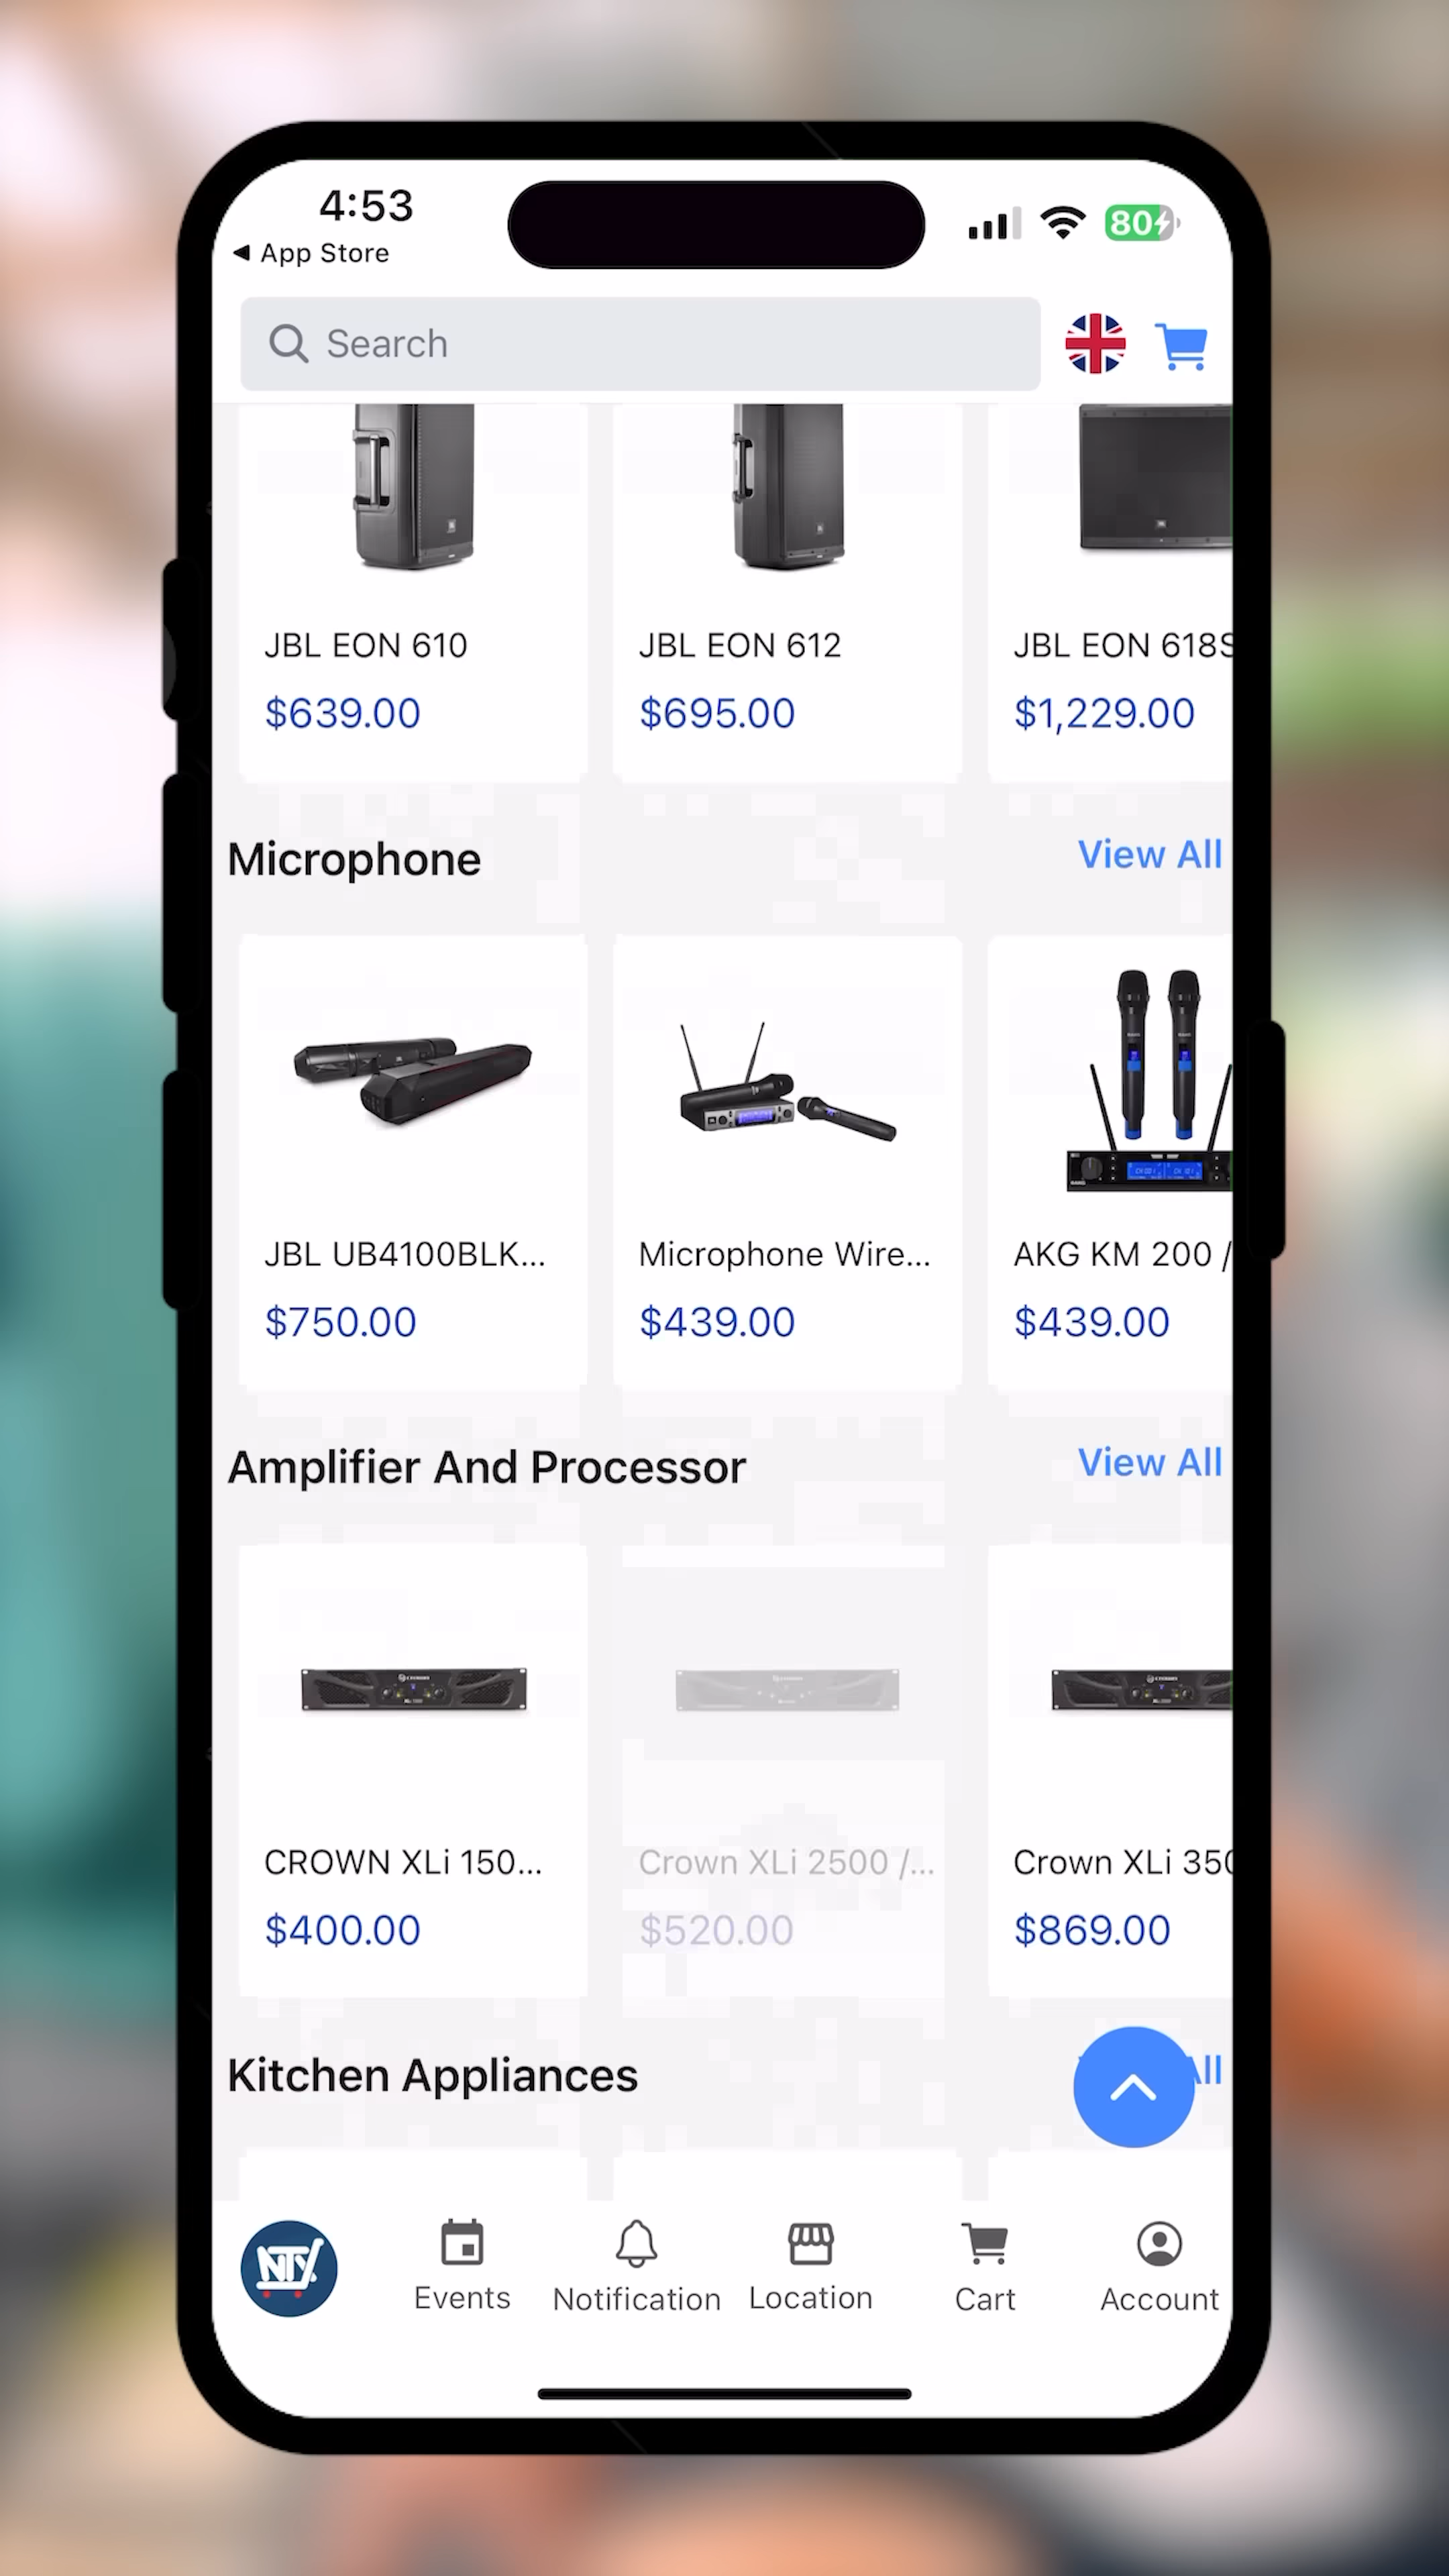 4:53
80
App Store
Search
JBL EON 610
JBL EON 612
JBL EON 618S
$639.00
$695.00
$1,229.00
Microphone
View All
JBL UB4100BLK...
Microphone Wire...
AKG KM 200 /
$750.00
$439.00
$439.00
Amplifier And Processor
View All
CROWN XLi 150...
Crown XLi 2500 /...
Crown XLi 350
$400.00
$520.00
$869.00
Kitchen Appliances
All
NTY
Events
Notification
Location
Cart
Account